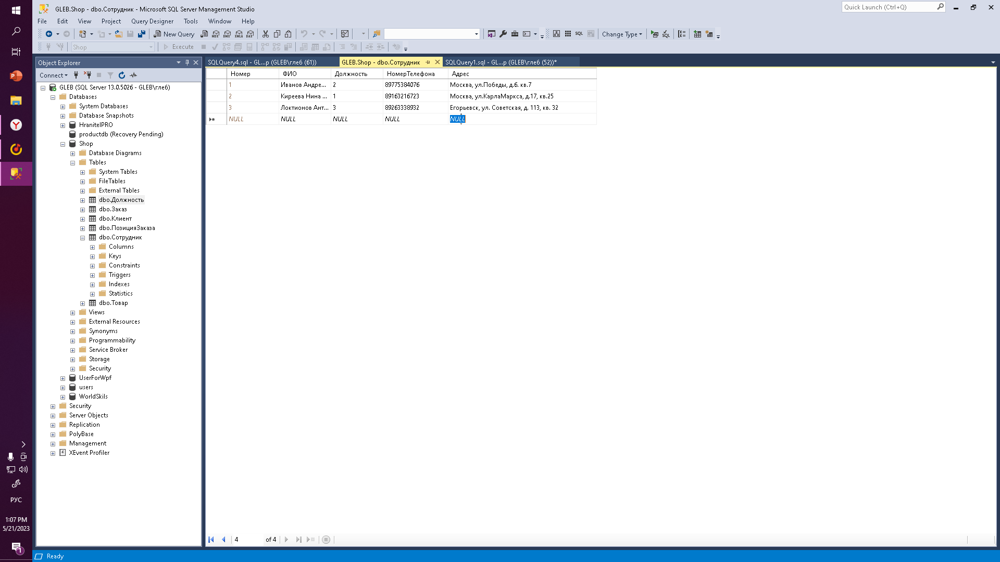 GLEB.Shop - dbo.Сотрудник - Microsoft SQL Server Management Studio
Quick Launch (Ctrl+Q)
File Edit View Project Query Designer Tools Window Help
New Query MDX DMX XMLA DAX SQL Change Type
Shop Execute
Object Explorer
Connect
GLEB (SQL Server 13.0.5026 - GLEB\глеб)
Databases
System Databases
Database Snapshots
HranitelPRO
productdb (Recovery Pending)
Shop
Database Diagrams
Tables
System Tables
FileTables
External Tables
dbo.Должность
dbo.Заказ
dbo.Клиент
dbo.ПозицияЗаказа
dbo.Сотрудник
Columns
Keys
Constraints
Triggers
Indexes
Statistics
dbo.Товар
Views
External Resources
Synonyms
Programmability
Service Broker
Storage
Security
UserForWpf
users
WorldSkils
Security
Server Objects
Replication
PolyBase
Management
XEvent Profiler
SQLQuery4.sql - GL...p (GLEB\глеб (61)) GLEB.Shop - dbo.Сотрудник SQLQuery1.sql - GL...p (GLEB\глеб (52))*
Номер ФИО Должность НомерТелефона Адрес
1 Иванов Андре... 2 89775384076 Москва, ул.Победы, д.6. кв.7
2 Киреева Нина ... 1 89163216723 Москва, ул.КарлаМаркса, д.17, кв.25
3 Локтионов Ант... 3 89263338932 Егорьевск, ул. Советская, д. 113, кв. 32
NULL NULL NULL NULL NULL
4 of 4
Ready
РУС
1:07 PM
5/21/2023
1